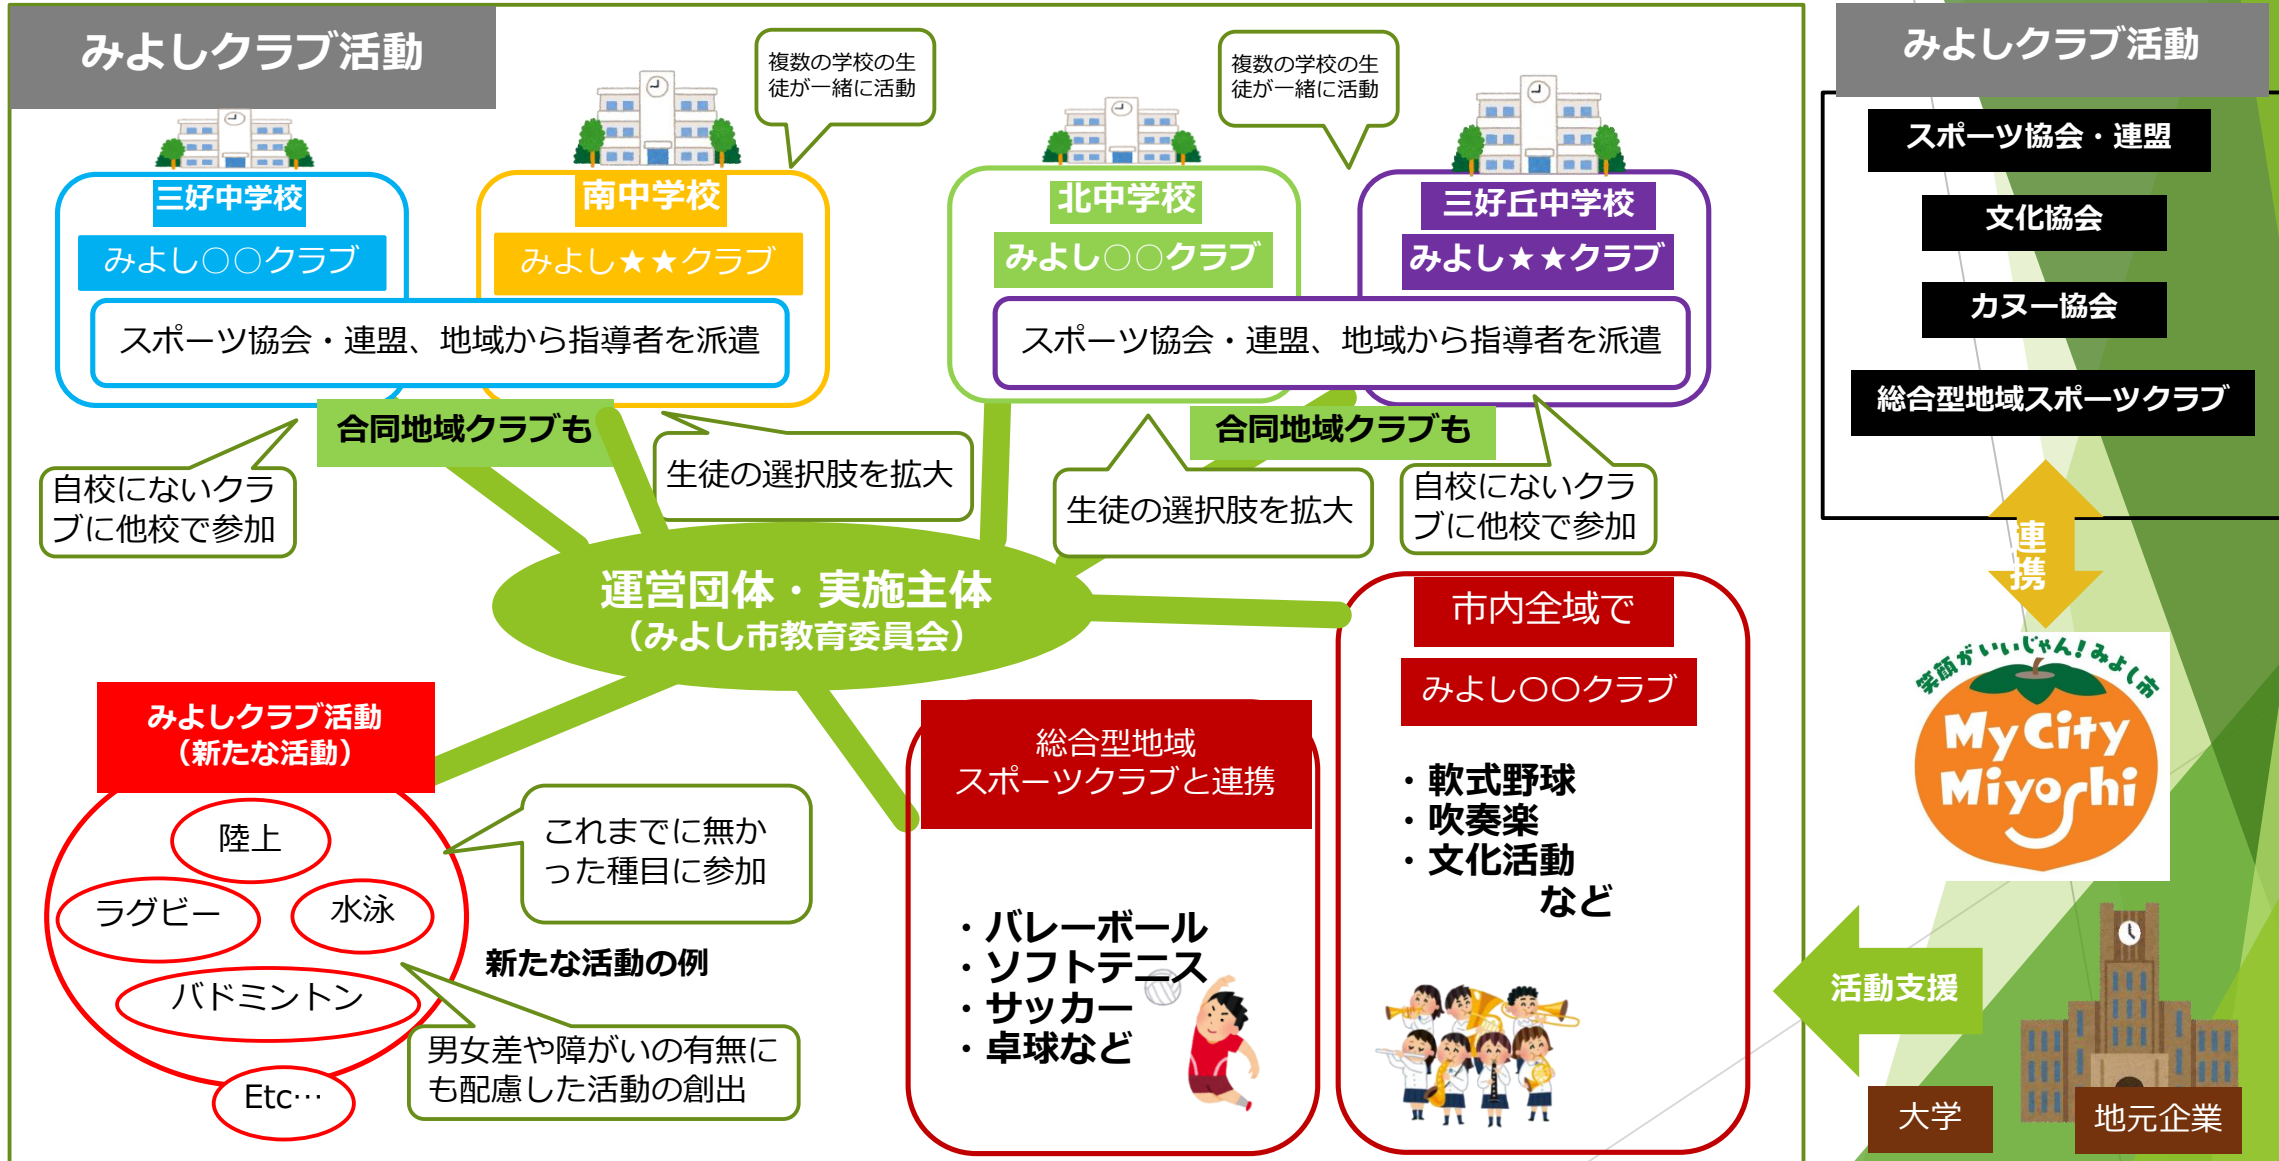 みよしクラブ活動
複数の学校の生
徒が一緒に活動
複数の学校の生
徒が一緒に活動
三好中学校
みよし○○クラブ
南中学校
みよし★★クラブ
スポーツ協会・連盟、地域から指導者を派遣
北中学校
みよし○○クラブ
三好丘中学校
みよし★★クラブ
スポーツ協会・連盟、地域から指導者を派遣
合同地域クラブも
自校にないクラ
ブに他校で参加
生徒の選択肢を拡大
合同地域クラブも
生徒の選択肢を拡大
自校にないクラ
ブに他校で参加
運営団体・実施主体
（みよし市教育委員会）
みよしクラブ活動
（新たな活動）
陸上
ラグビー
水泳
バドミントン
Etc…
これまでに無か
った種目に参加
新たな活動の例
男女差や障がいの有無に
も配慮した活動の創出
総合型地域
スポーツクラブと連携
・バレーボール
・ソフトテニス
・サッカー
・卓球など
市内全域で
みよし○○クラブ
・軟式野球
・吹奏楽
・文化活動
など
みよしクラブ活動
スポーツ協会・連盟
文化協会
カヌー協会
総合型地域スポーツクラブ
連
携
笑顔がいいじゃん！みよし市
My City
Miyoshi
活動支援
大学
地元企業